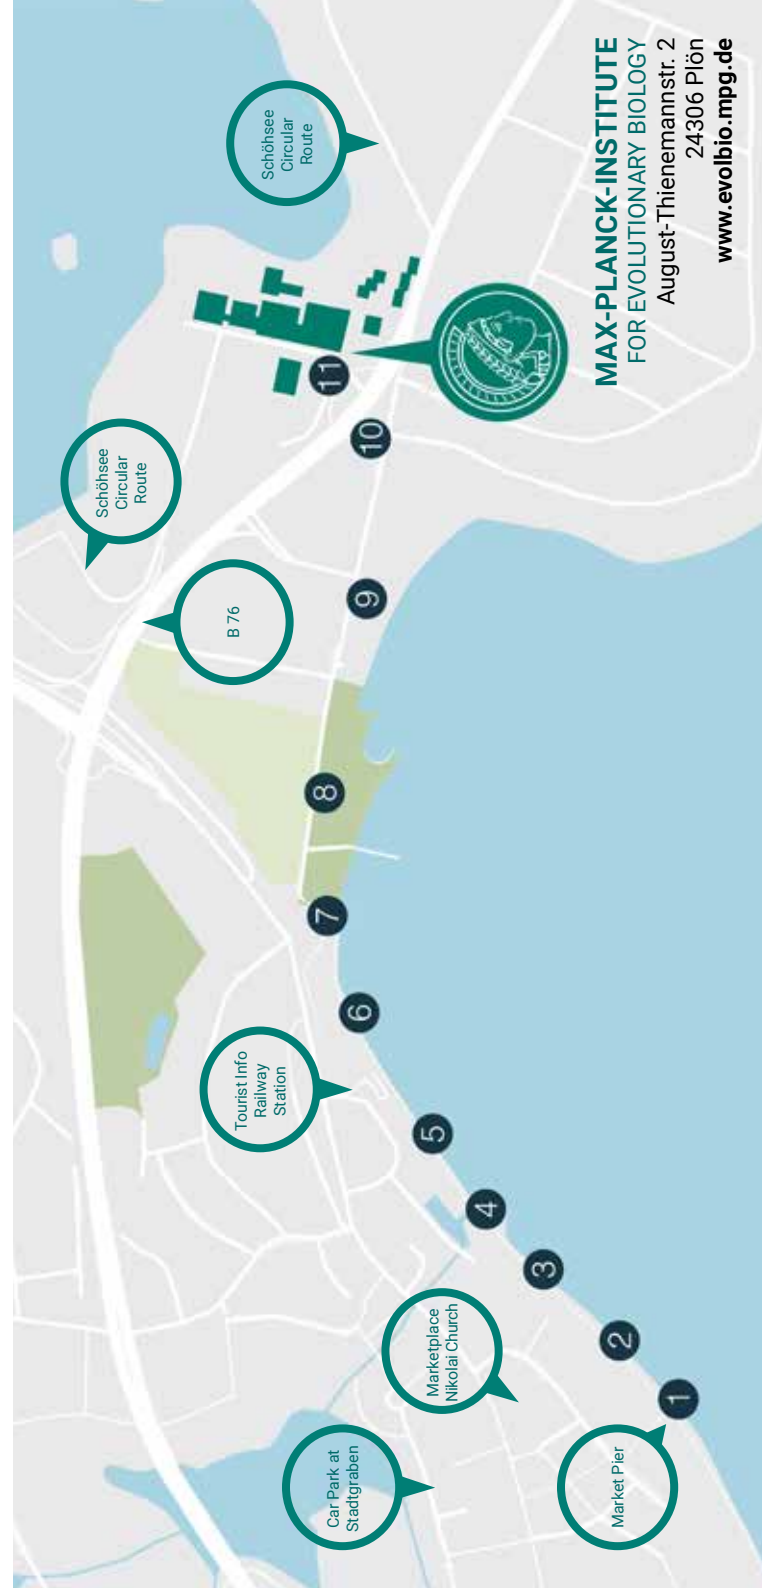 Schöhsee
Circular
Route
Schöhsee
Circular
Route
B 76
Tourist Info
Railway
Station
Marketplace
Nikolai Church
Car Park at
Stadtgraben
Market Pier
1
2
3
4
5
6
7
8
9
10
11
MAX-PLANCK-INSTITUTE
FOR EVOLUTIONARY BIOLOGY
August-Thienemannstr. 2
24306 Plön
www.evolbio.mpg.de